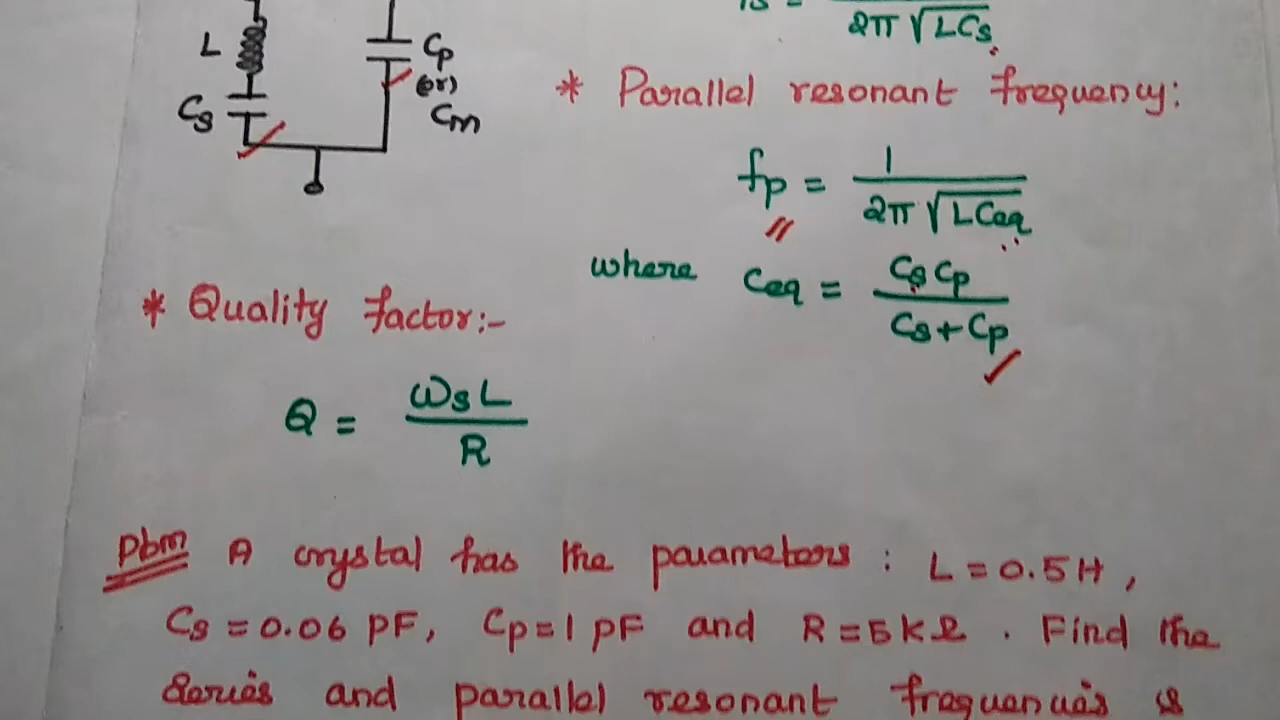 2π √LCs
L
Cp
(or)
Cm
Cs
* Parallel resonant frequency:
fp = 1
2π √LCeq
where Ceq = CsCp
Cs + Cp
* Quality factor:-
Q = ωsL
R
Pbm A crystal has the parameters : L = 0.5H ,
Cs = 0.06 PF, Cp = 1 PF and R = 5KΩ . Find the
series and parallel resonant frequencies